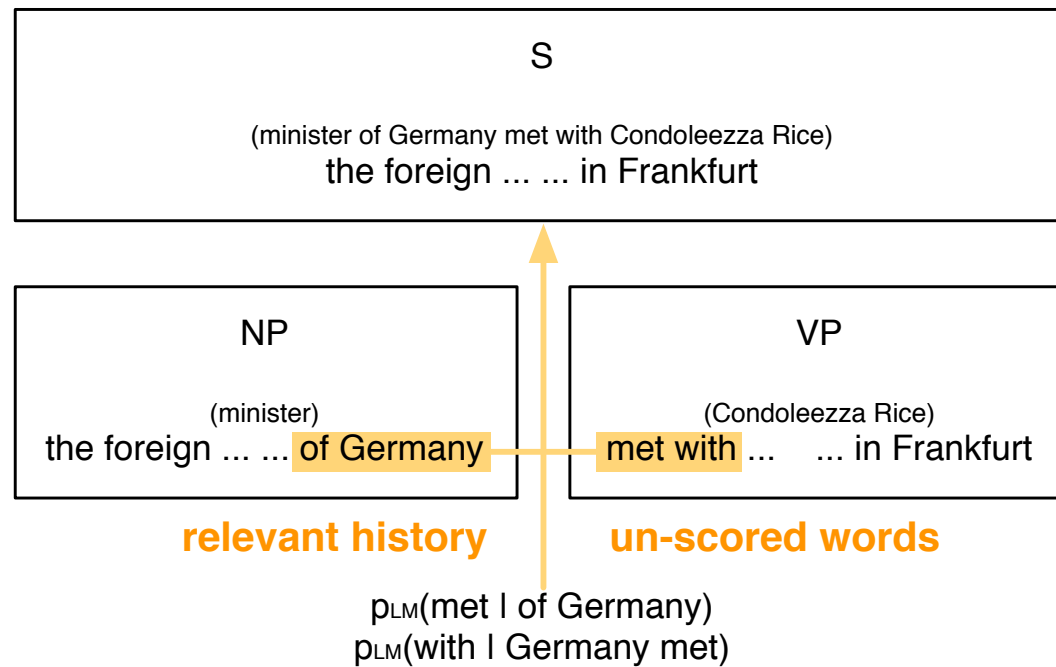 S
(minister of Germany met with Condoleezza Rice)
the foreign ... ... in Frankfurt
NP
(minister)
the foreign ... ... of Germany
VP
(Condoleezza Rice)
met with ... ... in Frankfurt
relevant history
un-scored words
pLM(met | of Germany)
pLM(with | Germany met)